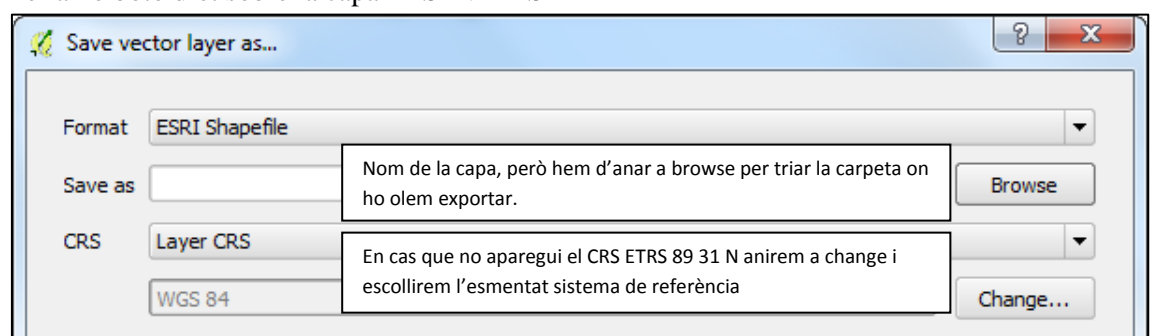 Save vector layer as...
Format ESRI Shapefile
Nom de la capa, però hem d'anar a browse per triar la carpeta on
ho olem exportar.
Save as
Browse
CRS Layer CRS
En cas que no aparegui el CRS ETRS 89 31 N anirem a change i
escollirem l'esmentat sistema de referència
WGS 84
Change...